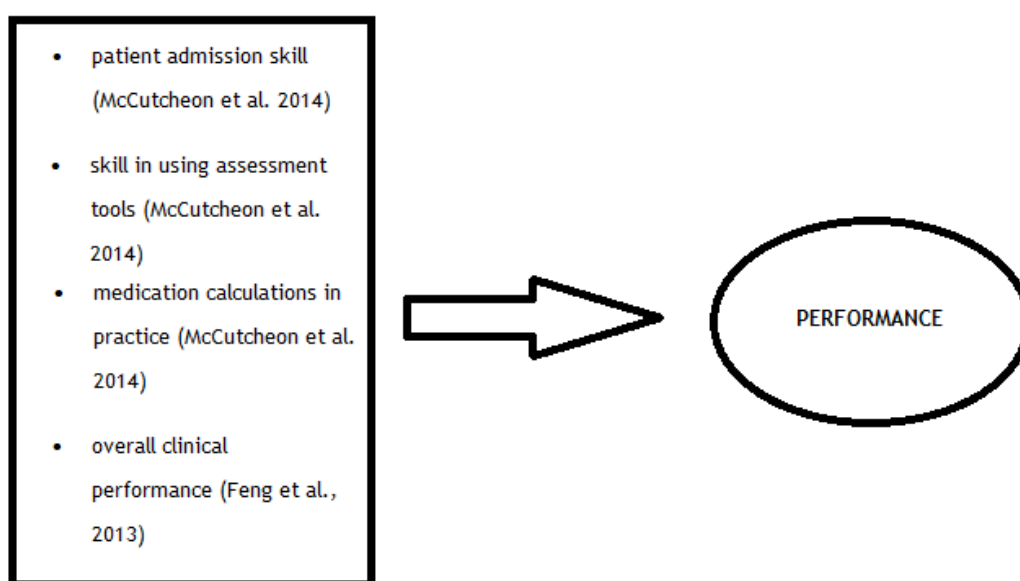 • patient admission skill
(McCutcheon et al. 2014)
• skill in using assessment
tools (McCutcheon et al.
2014)
• medication calculations in
practice (McCutcheon et al.
2014)
• overall clinical
performance (Feng et al.,
2013)
PERFORMANCE